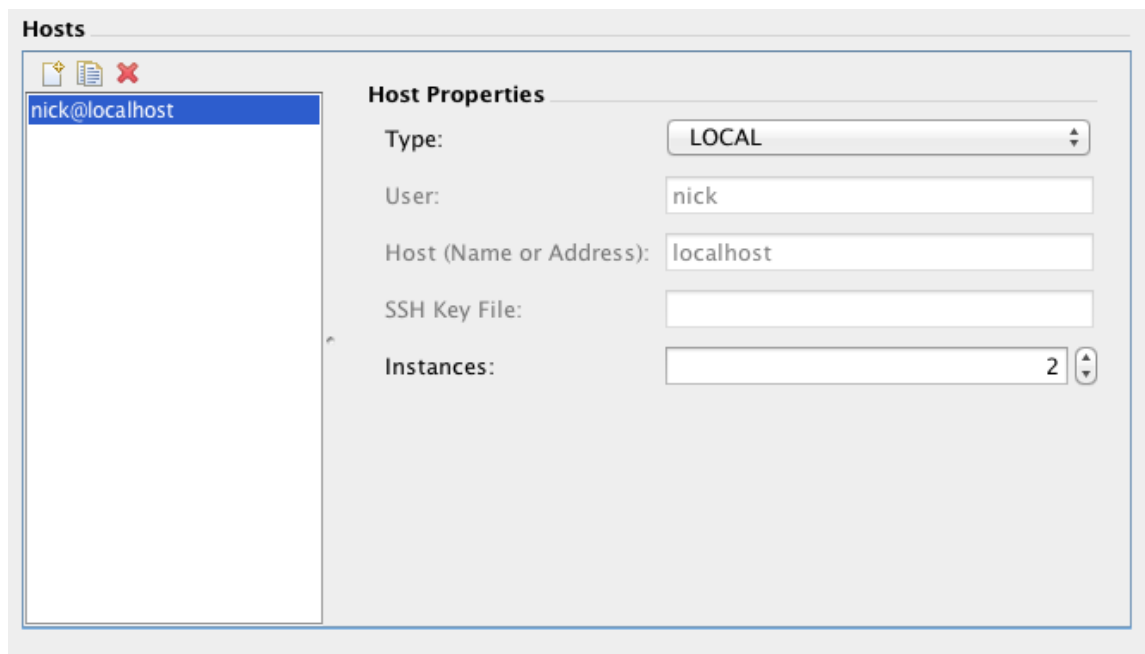 Hosts
nick@localhost
Host Properties
Type: LOCAL
User: nick
Host (Name or Address): localhost
SSH Key File:
Instances: 2